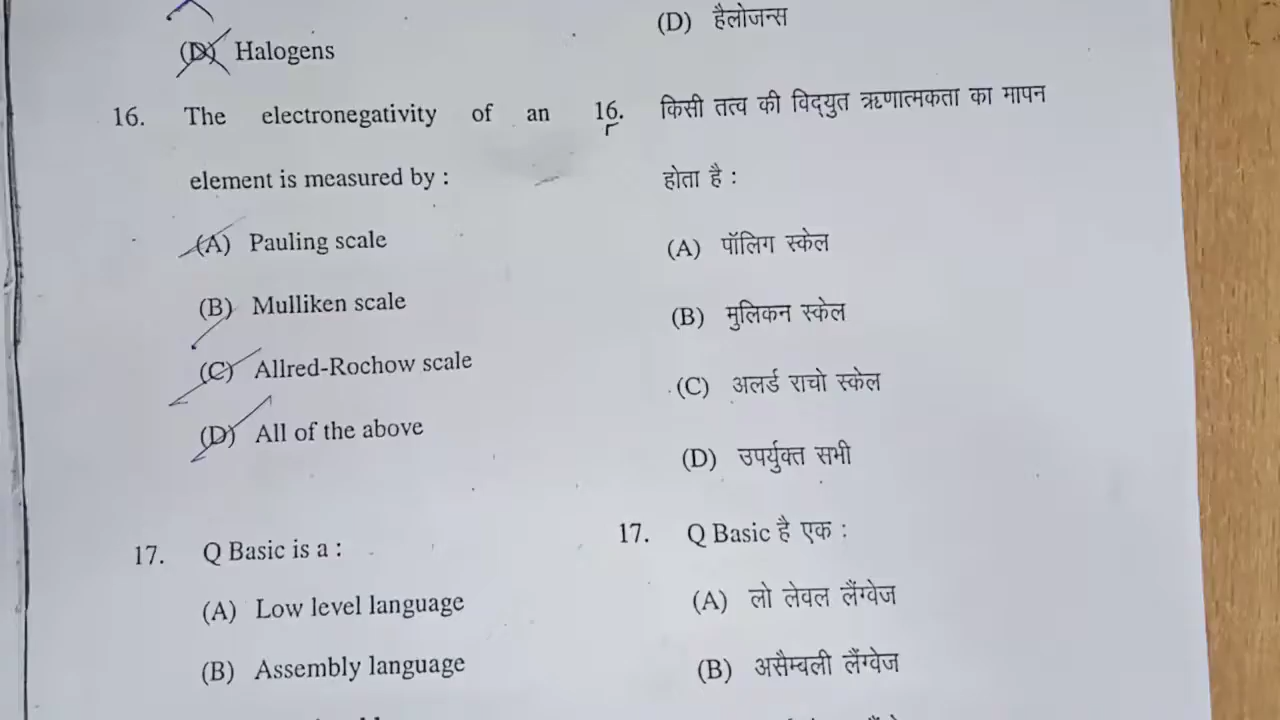 (D) Halogens
16. The electronegativity of an
element is measured by :
(A) Pauling scale
(B) Mulliken scale
(C) Allred-Rochow scale
(D) All of the above
17. Q Basic is a :
(A) Low level language
(B) Assembly language
(D) हैलोजन्स
16. किसी तत्व की विद्‌युत ऋणात्मकता का मापन
होता है :
(A) पॉलिग स्केल
(B) मुलिकन स्केल
(C) अलर्ड राचो स्केल
(D) उपर्युक्त सभी
17. Q Basic है एक :
(A) लो लेवल लैंग्वेज
(B) असैम्बली लैंग्वेज